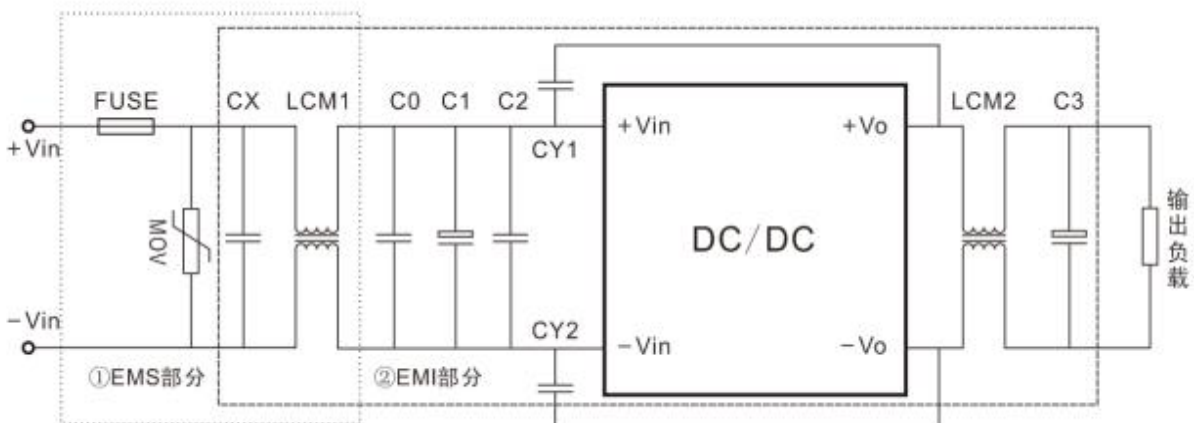 FUSE
CX
LCM1
C0
C1
C2
LCM2
C3
+Vin
CY1
+Vin
+Vo
MOV
DC/DC
输出负载
-Vin
CY2
-Vin
-Vo
①EMS部分
②EMI部分